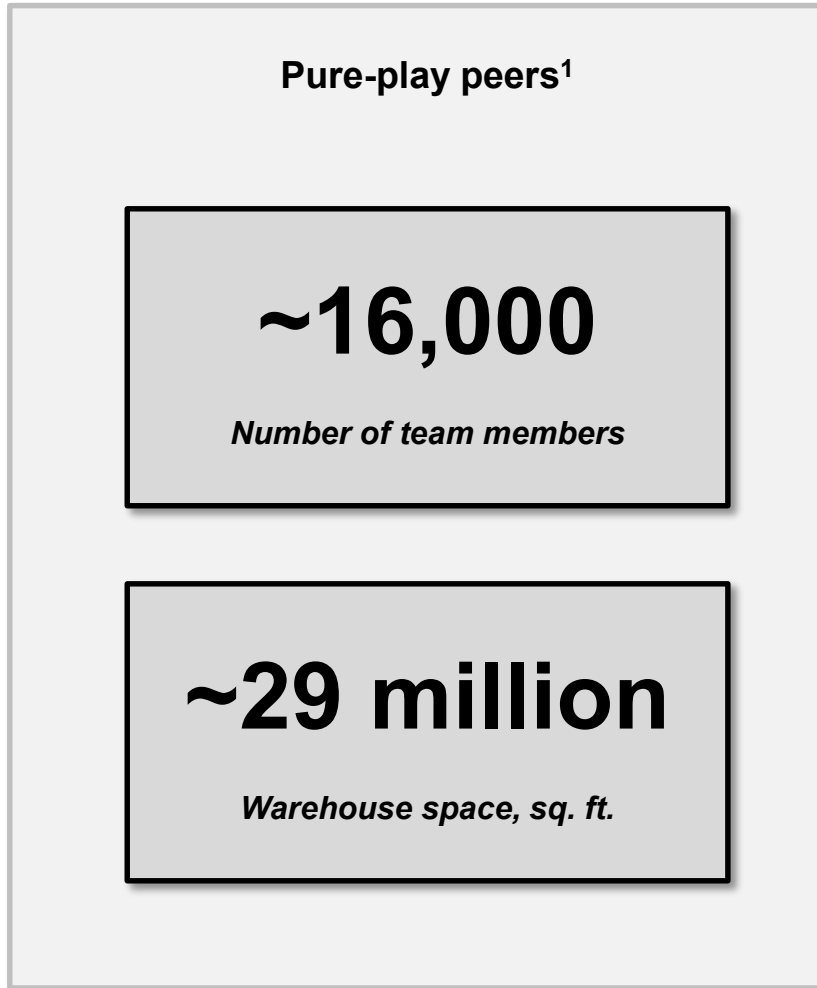 Pure-play peers¹
~16,000
Number of team members
~29 million
Warehouse space, sq. ft.